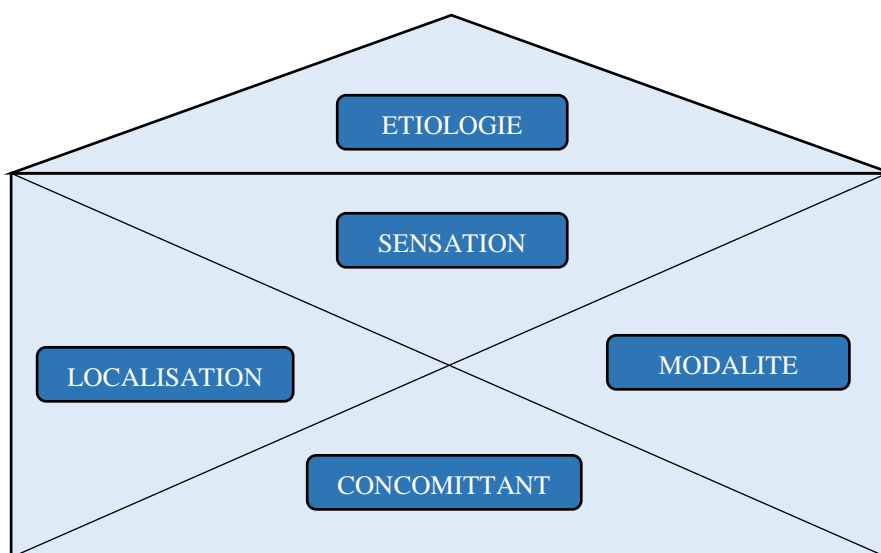 ETIOLOGIE
SENSATION
LOCALISATION
MODALITE
CONCOMITTANT